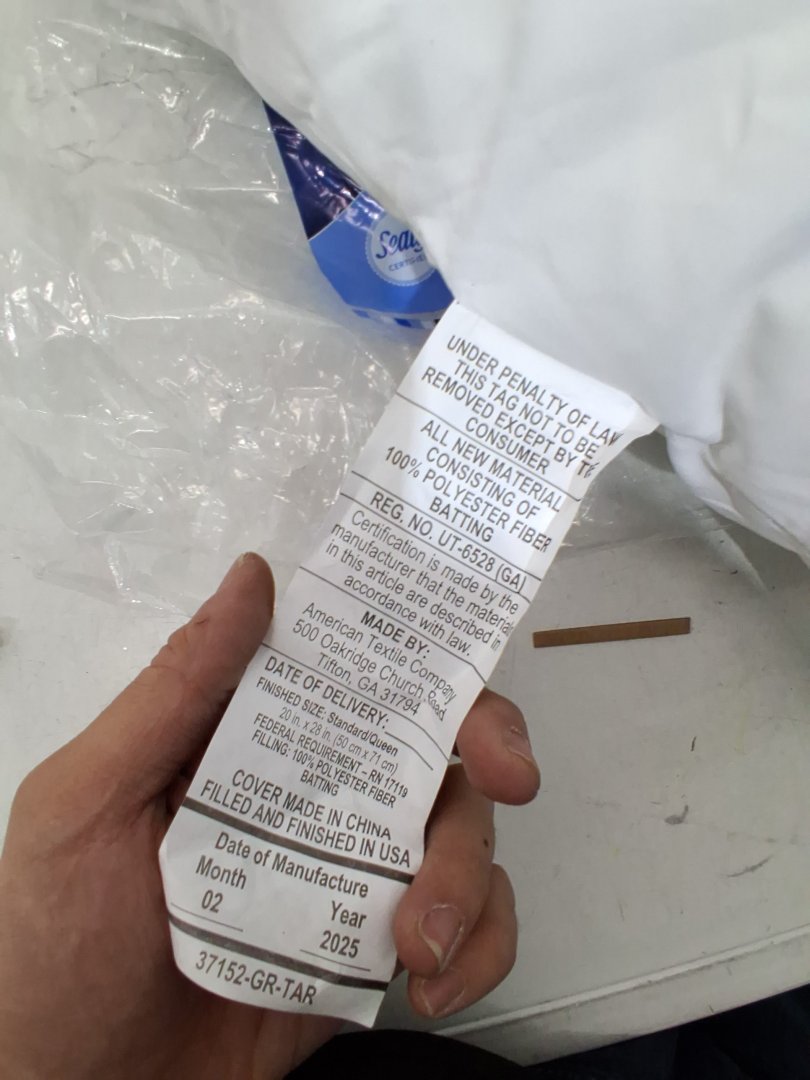 UNDER PENALTY OF LAW
THIS TAG NOT TO BE
REMOVED EXCEPT BY
CONSUMER
ALL NEW MATERIAL
CONSISTING OF
100% POLYESTER FIBER
BATTING
REG. NO. UT-6528 (GA)
Certification is made by the
manufacturer that the materials
in this article are described in
accordance with law.
MADE BY:
American Textile Company
500 Oakridge Church Road
Tifton, GA 31794
DATE OF DELIVERY:
FINISHED SIZE: Standard/Queen
20 in. x 28 in. (50 cm x 71 cm)
FEDERAL REQUIREMENT – RN 17119
FILLING: 100% POLYESTER FIBER
BATTING
COVER MADE IN CHINA
FILLED AND FINISHED IN USA
Date of Manufacture
Month Year
02 2025
37152-GR-TAR